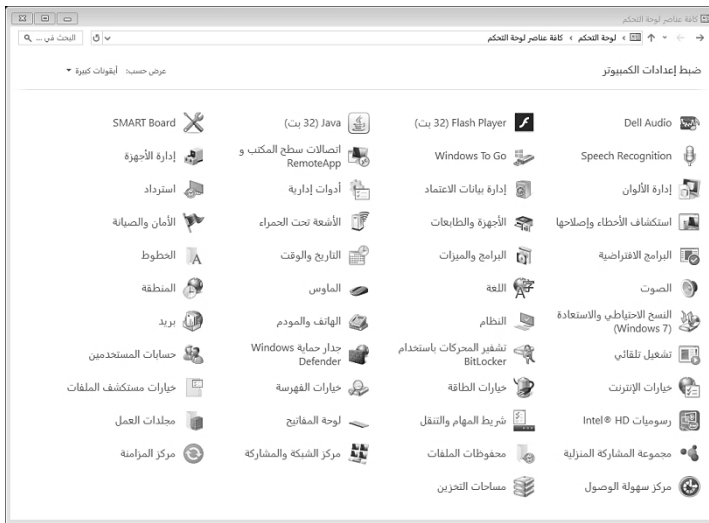 كافة عناصر لوحة التحكم
لوحة التحكم › كافة عناصر لوحة التحكم
البحث في ...
ضبط إعدادات الكمبيوتر
عرض حسب: أيقونات كبيرة
Dell Audio
Flash Player (32 بت)
Java (32 بت)
SMART Board
Speech Recognition
Windows To Go
اتصالات سطح المكتب و
RemoteApp
إدارة الأجهزة
إدارة الألوان
إدارة بيانات الاعتماد
أدوات إدارية
استرداد
استكشاف الأخطاء وإصلاحها
الأجهزة والطابعات
الأشعة تحت الحمراء
الأمان والصيانة
البرامج الافتراضية
البرامج والميزات
التاريخ والوقت
الخطوط
الصوت
اللغة
الماوس
المنطقة
النسخ الاحتياطي والاستعادة
(Windows 7)
النظام
الهاتف والمودم
بريد
تشغيل تلقائي
تشفير المحركات باستخدام
BitLocker
جدار حماية Windows
Defender
حسابات المستخدمين
خيارات الإنترنت
خيارات الطاقة
خيارات الفهرسة
خيارات مستكشف الملفات
رسوميات Intel® HD
شريط المهام والتنقل
لوحة المفاتيح
مجلدات العمل
مجموعة المشاركة المنزلية
محفوظات الملفات
مركز الشبكة والمشاركة
مركز المزامنة
مركز سهولة الوصول
مساحات التخزين